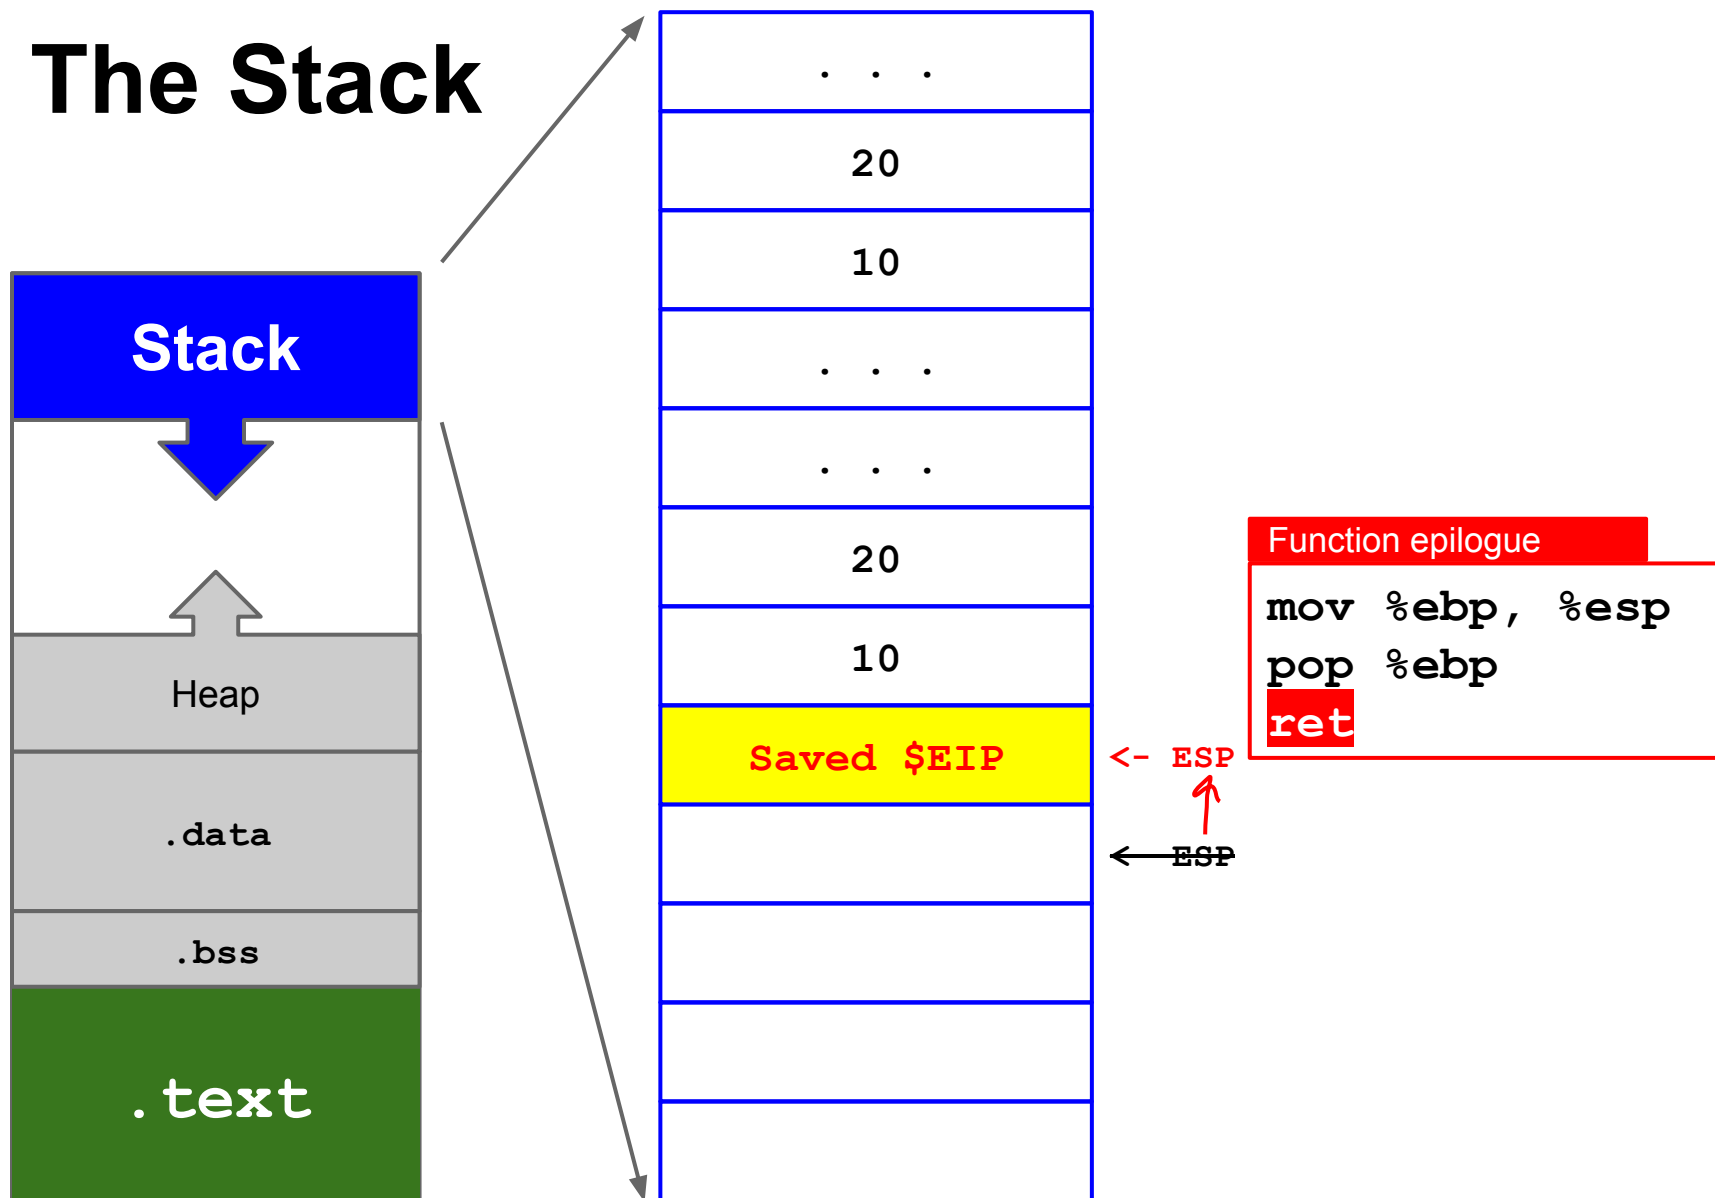 The Stack
Stack
Heap
.data
.bss
.text
. . .
20
10
. . .
. . .
20
10
Saved $EIP
<- ESP
<- ESP
Function epilogue
mov %ebp, %esp
pop %ebp
ret